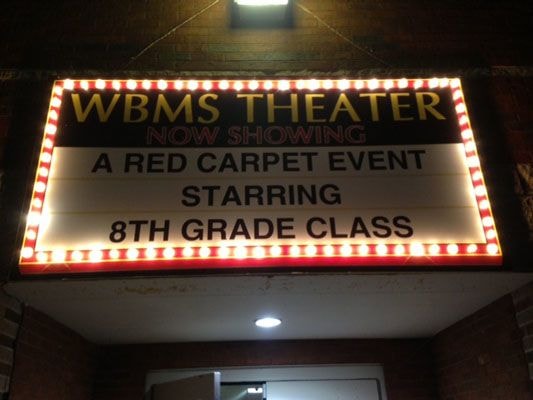 WBMS THEATER
NOW SHOWING
A RED CARPET EVENT
STARRING
8TH GRADE CLASS